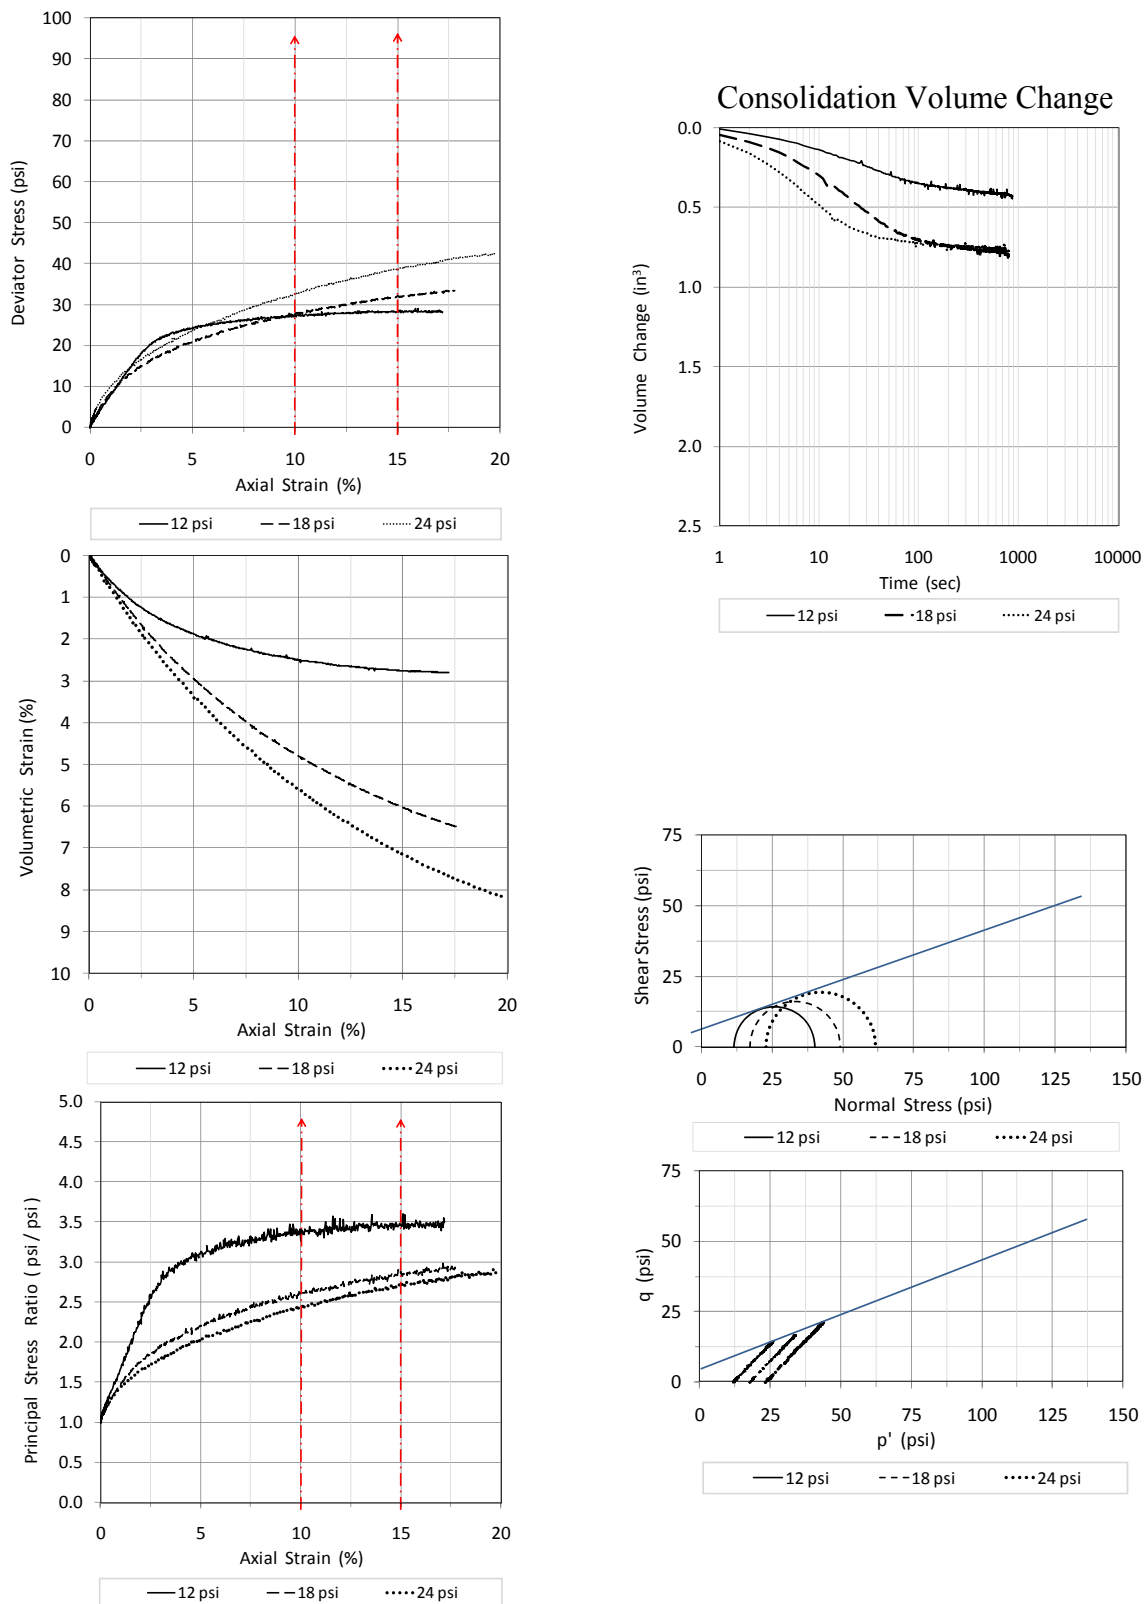 100
90
80
70
60
50
40
30
20
10
0
Deviator Stress (psi)
0 5 10 15 20
Axial Strain (%)
12 psi 18 psi 24 psi
Consolidation Volume Change
0.0
0.5
1.0
1.5
2.0
2.5
Volume Change (in³)
1 10 100 1000 10000
Time (sec)
12 psi 18 psi 24 psi
0
1
2
3
4
5
6
7
8
9
10
Volumetric Strain (%)
0 5 10 15 20
Axial Strain (%)
12 psi 18 psi 24 psi
75
50
25
0
Shear Stress (psi)
0 25 50 75 100 125 150
Normal Stress (psi)
12 psi 18 psi 24 psi
5.0
4.5
4.0
3.5
3.0
2.5
2.0
1.5
1.0
0.5
0.0
Principal Stress Ratio ( psi / psi)
0 5 10 15 20
Axial Strain (%)
12 psi 18 psi 24 psi
75
50
25
0
q (psi)
0 25 50 75 100 125 150
p' (psi)
12 psi 18 psi 24 psi